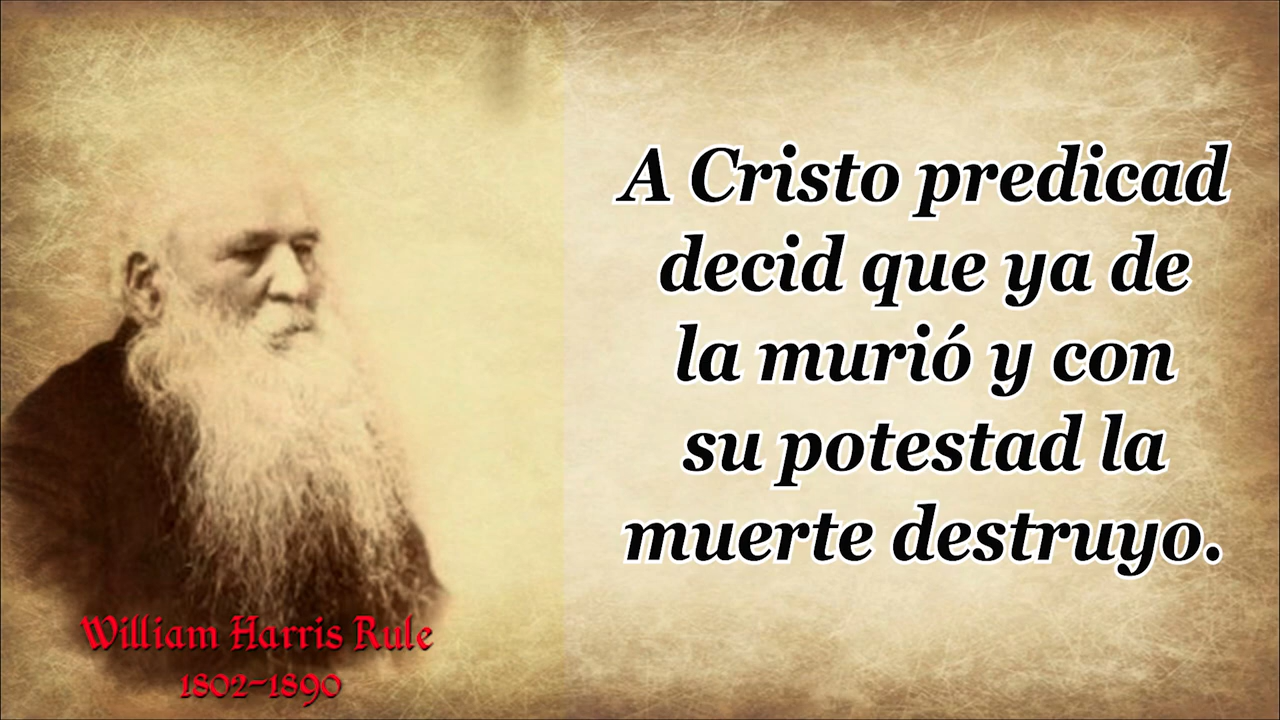 A Cristo predicad
decid que ya de
la murió y con
su potestad la
muerte destruyo.
William Harris Rule
1802-1890